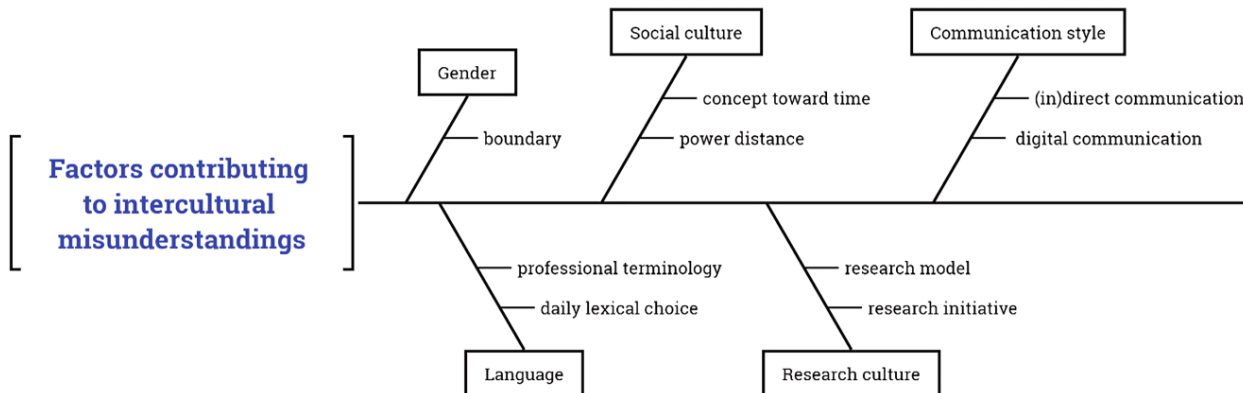 Social culture
Communication style
Gender
concept toward time
(in)direct communication
boundary
power distance
digital communication
Factors contributing
to intercultural
misunderstandings
professional terminology
research model
daily lexical choice
research initiative
Language
Research culture